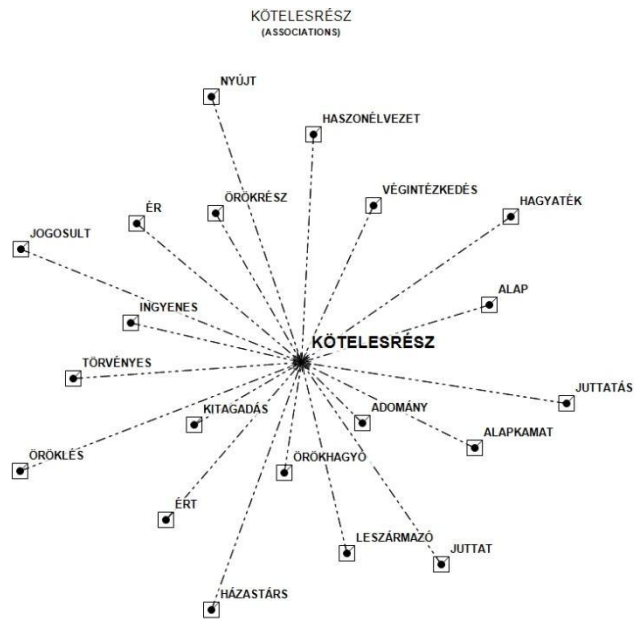 KÖTELESRÉSZ
(ASSOCIATIONS)
NYÚJT
HASZONÉLVEZET
ÖRÖKRÉSZ
VÉGINTÉZKEDÉS
ÉR
HAGYATÉK
JOGOSULT
ALAP
INGYENES
KÖTELESRÉSZ
TÖRVÉNYES
JUTTATÁS
KITAGADÁS
ADOMÁNY
ALAPKAMAT
ÖRÖKLÉS
ÖRÖKHAGYÓ
ÉRT
LESZÁRMAZÓ
JUTTAT
HÁZASTÁRS